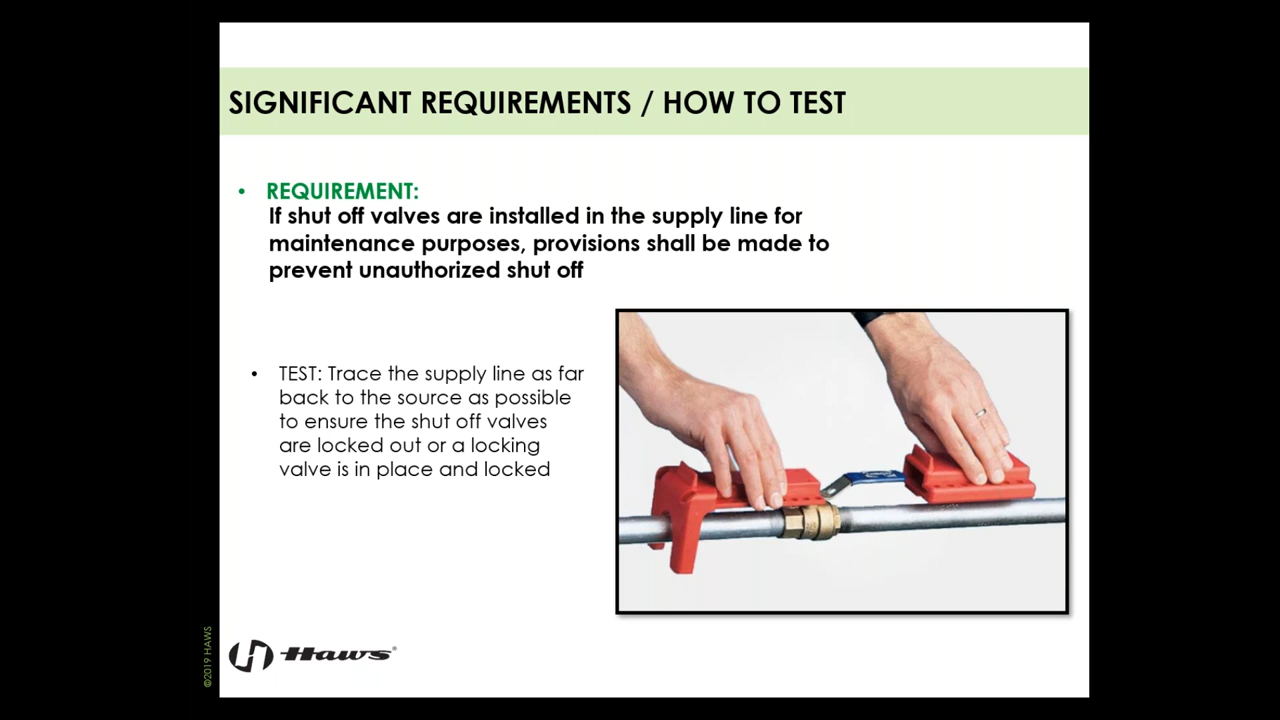 SIGNIFICANT REQUIREMENTS / HOW TO TEST
• REQUIREMENT:
If shut off valves are installed in the supply line for
maintenance purposes, provisions shall be made to
prevent unauthorized shut off
• TEST: Trace the supply line as far
back to the source as possible
to ensure the shut off valves
are locked out or a locking
valve is in place and locked
©2019 HAWS
Haws®